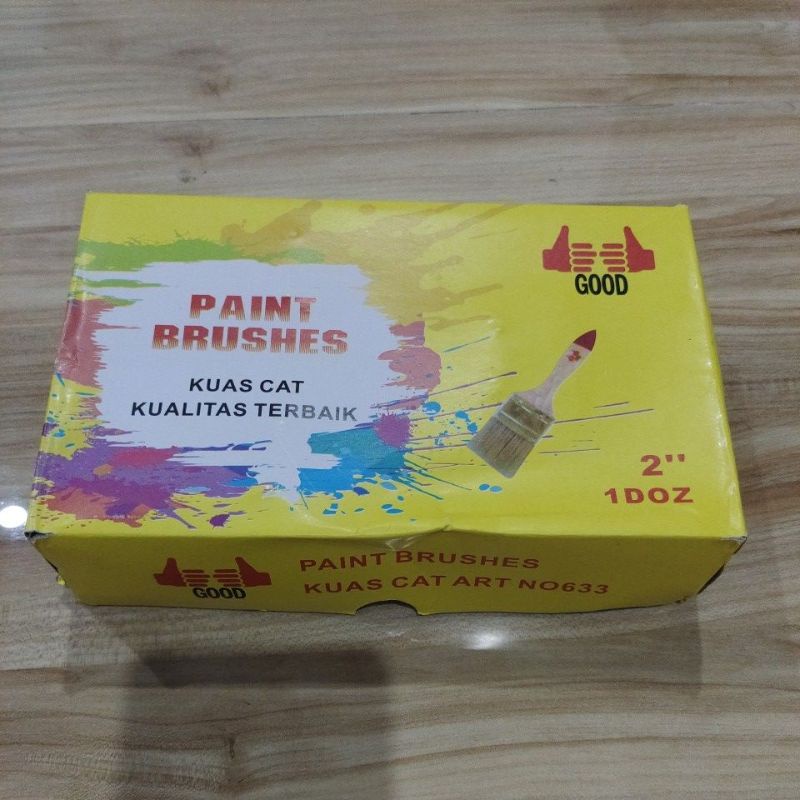 PAINT
BRUSHES
KUAS CAT
KUALITAS TERBAIK
GOOD
2"
1DOZ
GOOD
PAINT BRUSHES
KUAS CAT ART NO633